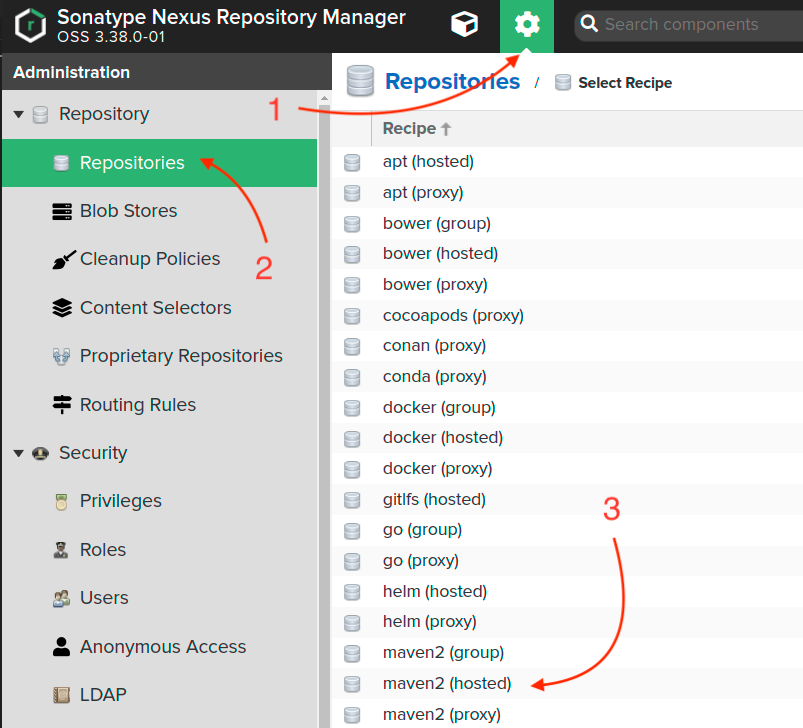 Sonatype Nexus Repository Manager
OSS 3.38.0-01
Search components
Administration
1
Repositories / Select Recipe
Repository
Recipe
Repositories
2
Blob Stores
Cleanup Policies
Content Selectors
Proprietary Repositories
Routing Rules
Security
Privileges
Roles
Users
Anonymous Access
LDAP
apt (hosted)
apt (proxy)
bower (group)
bower (hosted)
bower (proxy)
cocoapods (proxy)
conan (proxy)
conda (proxy)
docker (group)
docker (hosted)
docker (proxy)
gitlfs (hosted)
3
go (group)
go (proxy)
helm (hosted)
helm (proxy)
maven2 (group)
maven2 (hosted)
maven2 (proxy)